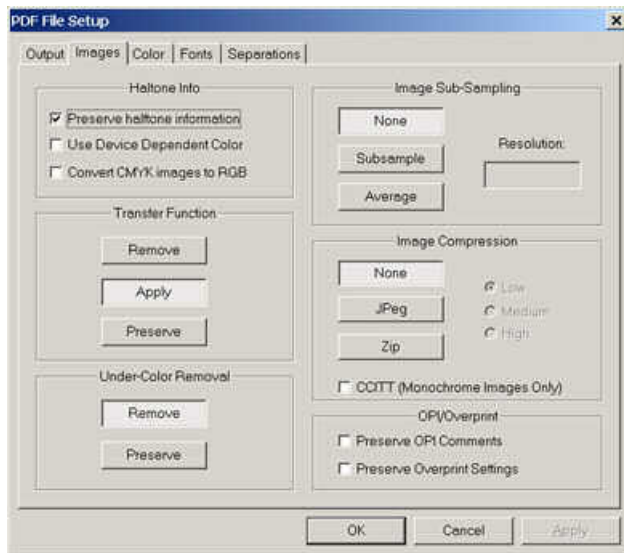 PDF File Setup
Output Images Color Fonts Separations
Haltone Info
Preserve halftone information
Use Device Dependent Color
Convert CMYK images to RGB
Transfer Function
Remove
Apply
Preserve
Under-Color Removal
Remove
Preserve
Image Sub-Sampling
None
Subsample
Average
Resolution:
Image Compression
None
JPeg
Zip
Low
Medium
High
CCITT (Monochrome Images Only)
OPI/Overprint
Preserve OPI Comments
Preserve Overprint Settings
OK Cancel Apply